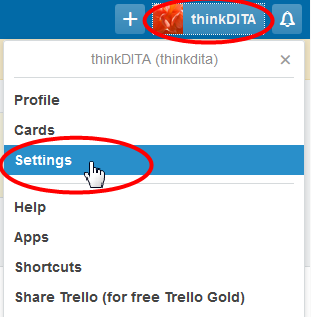 thinkDITA
thinkDITA (thinkdita)
Profile
Cards
Settings
Help
Apps
Shortcuts
Share Trello (for free Trello Gold)